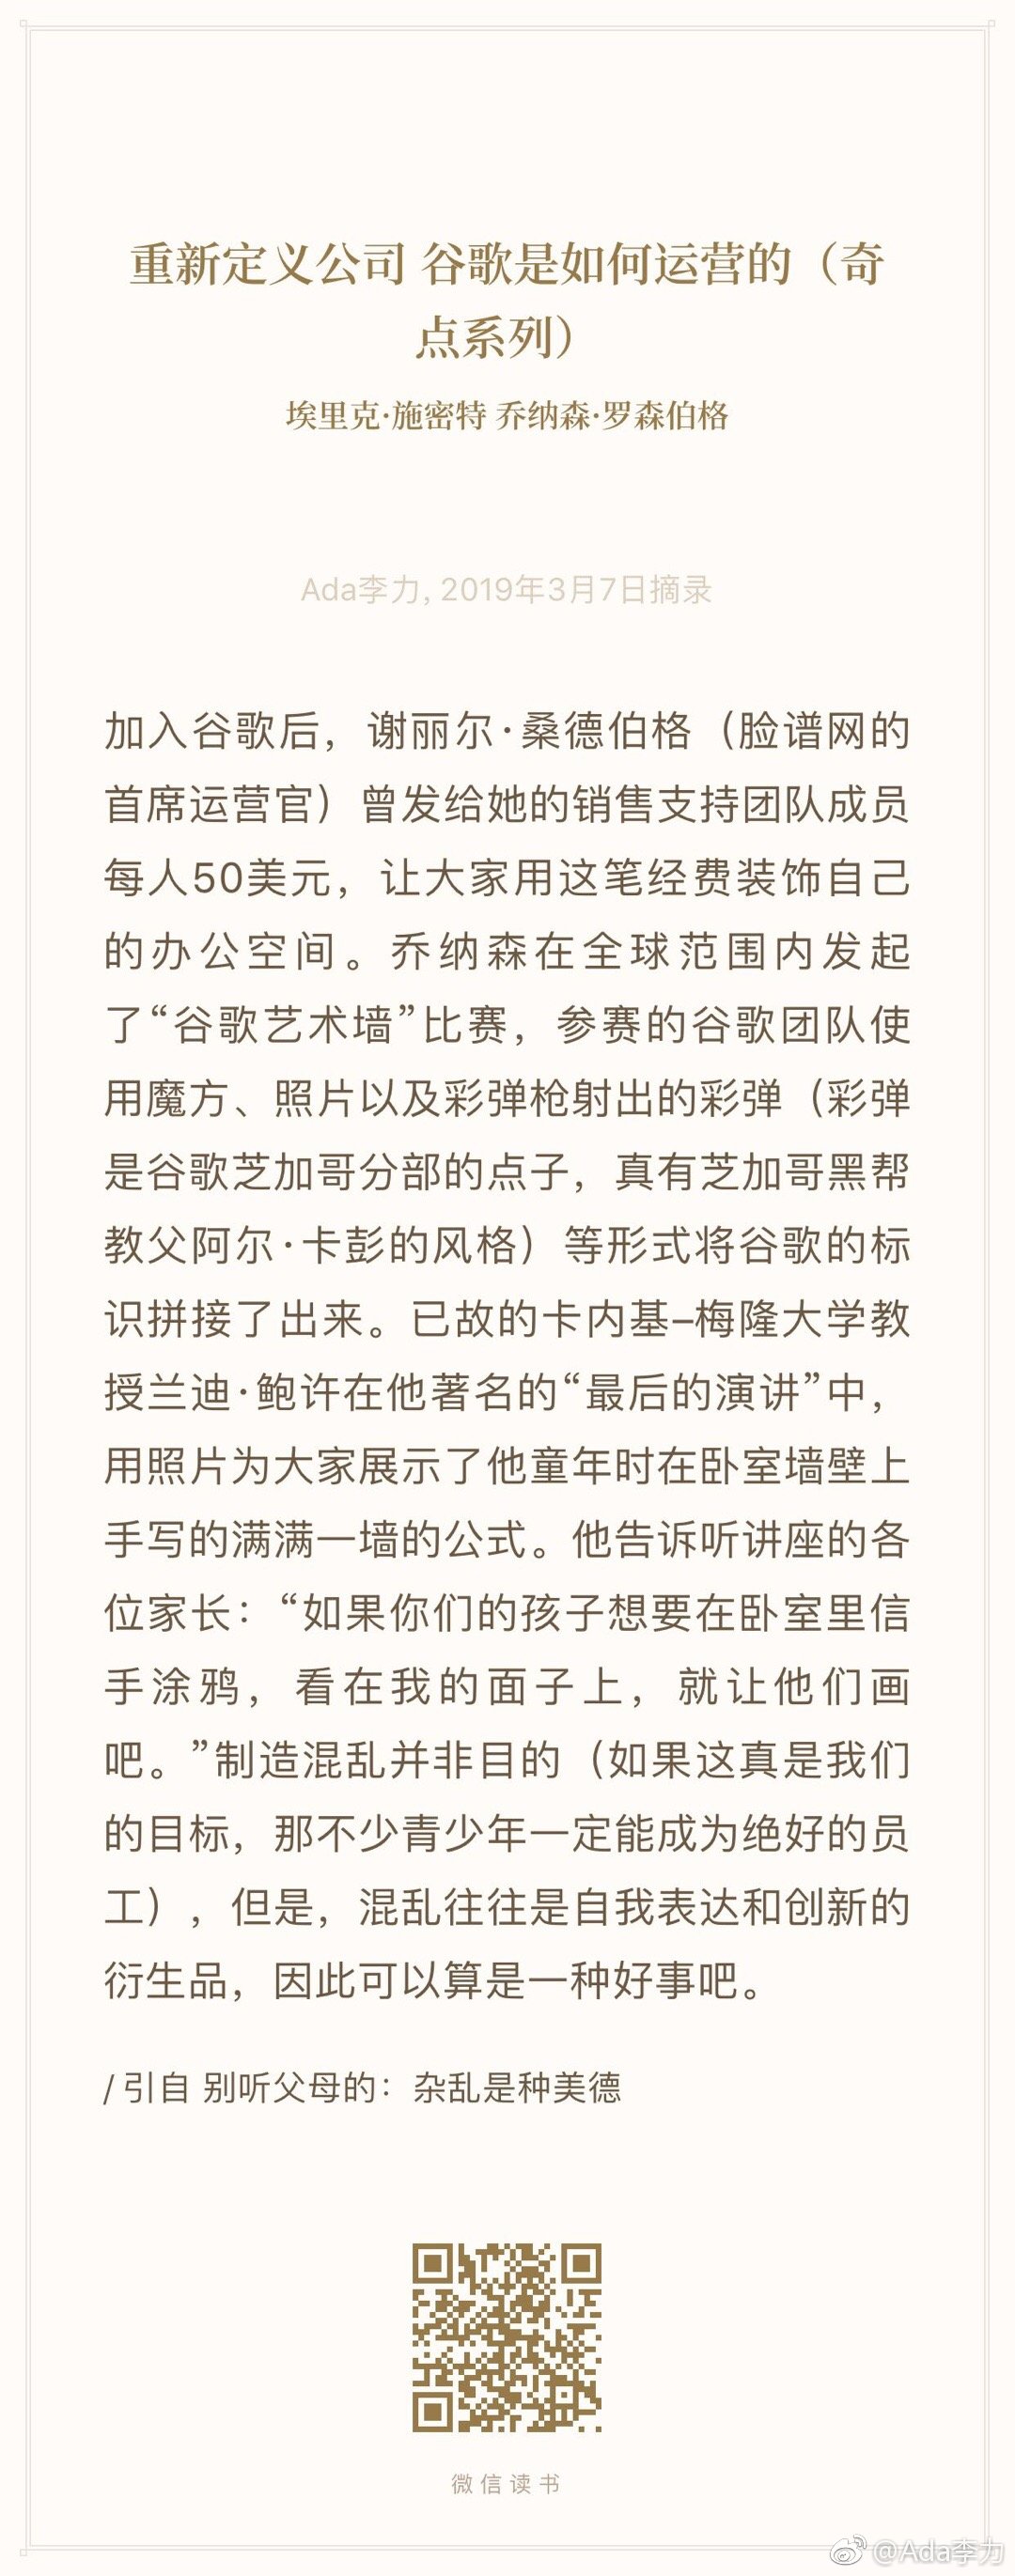 重新定义公司 谷歌是如何运营的（奇
点系列）
埃里克·施密特 乔纳森·罗森伯格
Ada李力, 2019年3月7日摘录
加入谷歌后，谢丽尔·桑德伯格（脸谱网的
首席运营官）曾发给她的销售支持团队成员
每人50美元，让大家用这笔经费装饰自己
的办公空间。乔纳森在全球范围内发起
了“谷歌艺术墙”比赛，参赛的谷歌团队使
用魔方、照片以及彩弹枪射出的彩弹（彩弹
是谷歌芝加哥分部的点子，真有芝加哥黑帮
教父阿尔·卡彭的风格）等形式将谷歌的标
识拼接了出来。已故的卡内基–梅隆大学教
授兰迪·鲍许在他著名的“最后的演讲”中，
用照片为大家展示了他童年时在卧室墙壁上
手写的满满一墙的公式。他告诉听讲座的各
位家长：“如果你们的孩子想要在卧室里信
手涂鸦，看在我的面子上，就让他们画
吧。”制造混乱并非目的（如果这真是我们
的目标，那不少青少年一定能成为绝好的员
工），但是，混乱往往是自我表达和创新的
衍生品，因此可以算是一种好事吧。
/ 引自 别听父母的：杂乱是种美德
微信读书
@Ada李力